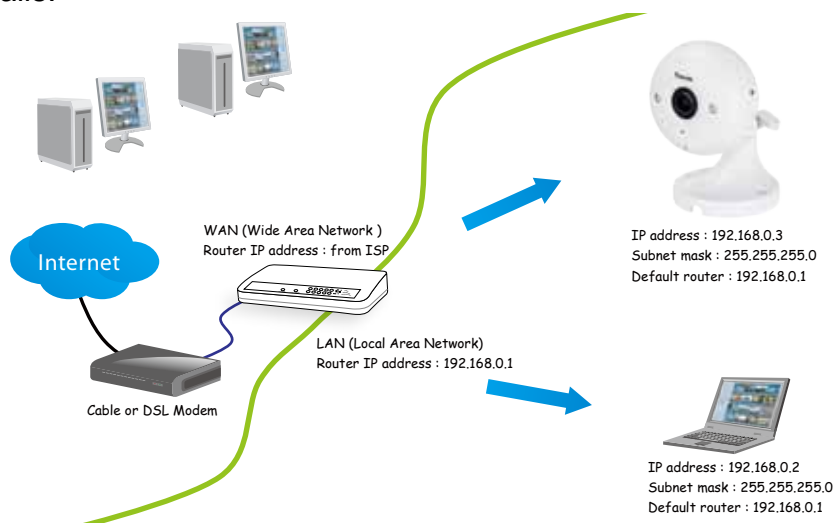 WAN (Wide Area Network )
Router IP address : from ISP
Internet
LAN (Local Area Network)
Router IP address : 192.168.0.1
Cable or DSL Modem
IP address : 192.168.0.3
Subnet mask : 255.255.255.0
Default router : 192.168.0.1
IP address : 192.168.0.2
Subnet mask : 255.255.255.0
Default router : 192.168.0.1